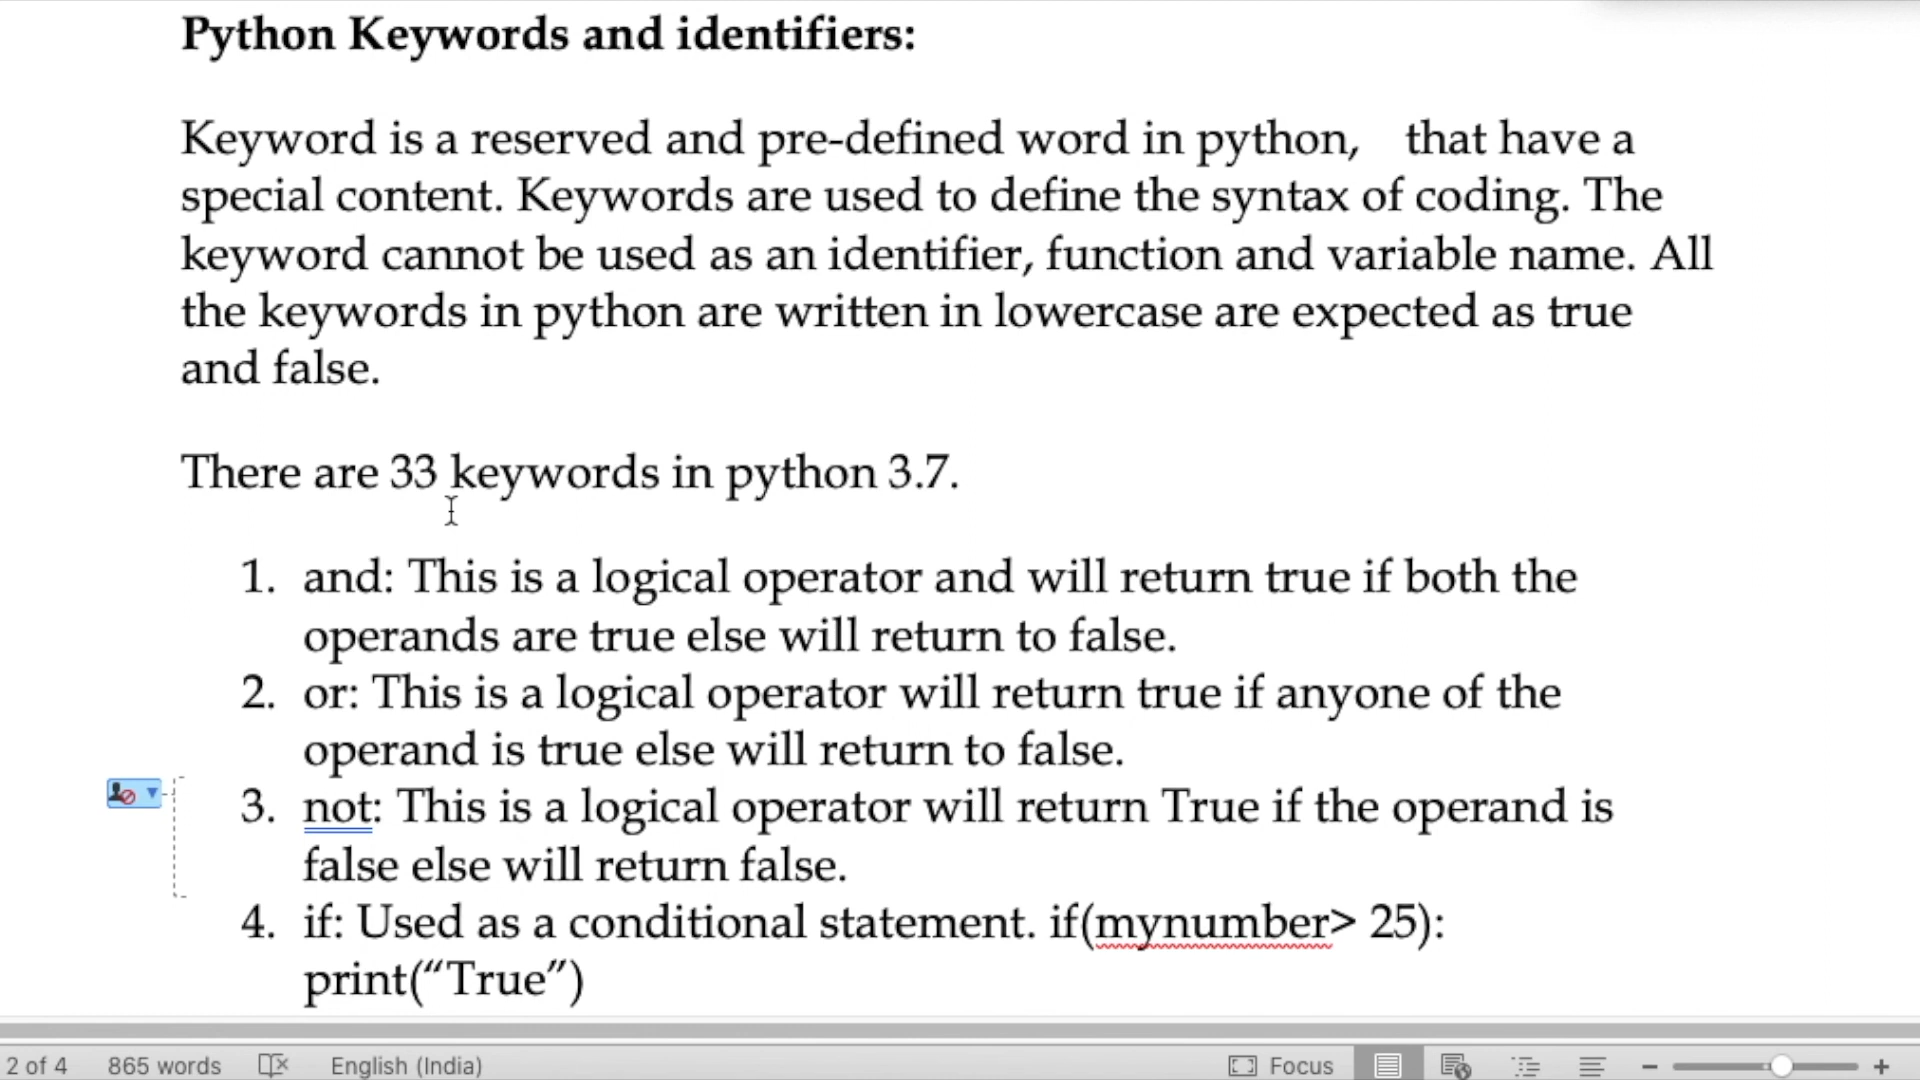 Python Keywords and identifiers:
Keyword is a reserved and pre-defined word in python, that have a
special content. Keywords are used to define the syntax of coding. The
keyword cannot be used as an identifier, function and variable name. All
the keywords in python are written in lowercase are expected as true
and false.
There are 33 keywords in python 3.7.
1. and: This is a logical operator and will return true if both the
operands are true else will return to false.
2. or: This is a logical operator will return true if anyone of the
operand is true else will return to false.
3. not: This is a logical operator will return True if the operand is
false else will return false.
4. if: Used as a conditional statement. if(mynumber> 25):
print(“True”)
2 of 4 865 words English (India) Focus